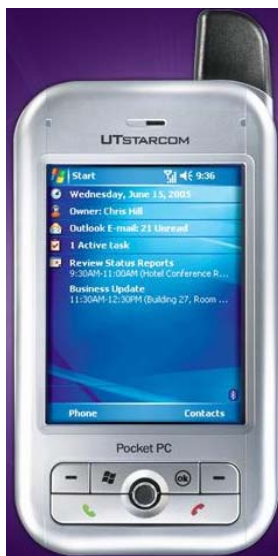 UTSTARCOM
Start 9:36
Wednesday, June 15, 2005
Owner: Chris Hill
Outlook E-mail: 21 Unread
1 Active task
Review Status Reports
9:30AM-11:00AM (Hotel Conference R...
Business Update
11:30AM-12:30PM (Building 27, Room ...
Phone Contacts
Pocket PC
ok